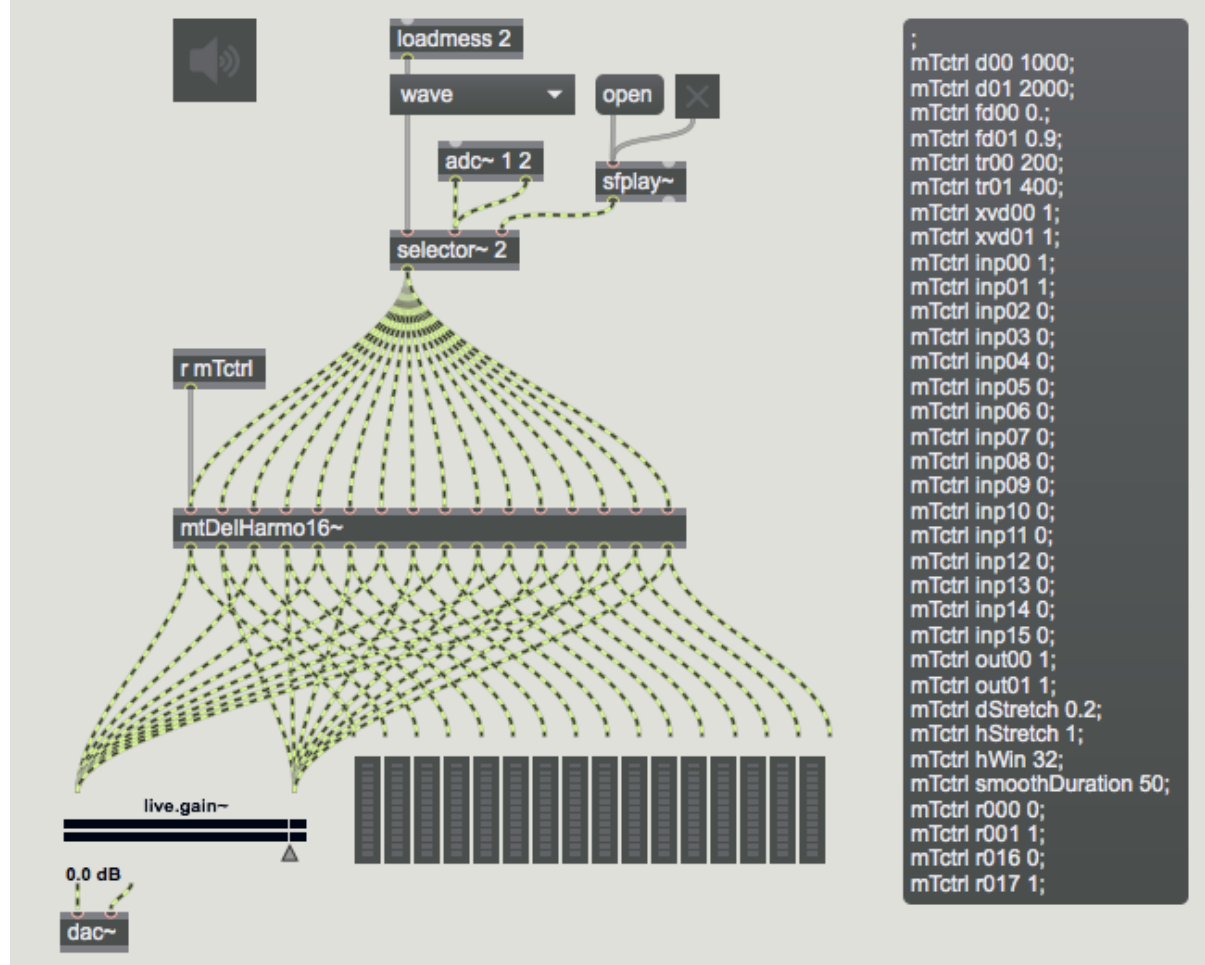 loadmess 2
wave
open
adc~ 1 2
sfplay~
selector~ 2
r mTctrl
mtDelHarmo16~
live.gain~
0.0 dB
dac~
;
mTctrl d00 1000;
mTctrl d01 2000;
mTctrl fd00 0.;
mTctrl fd01 0.9;
mTctrl tr00 200;
mTctrl tr01 400;
mTctrl xvd00 1;
mTctrl xvd01 1;
mTctrl inp00 1;
mTctrl inp01 1;
mTctrl inp02 0;
mTctrl inp03 0;
mTctrl inp04 0;
mTctrl inp05 0;
mTctrl inp06 0;
mTctrl inp07 0;
mTctrl inp08 0;
mTctrl inp09 0;
mTctrl inp10 0;
mTctrl inp11 0;
mTctrl inp12 0;
mTctrl inp13 0;
mTctrl inp14 0;
mTctrl inp15 0;
mTctrl out00 1;
mTctrl out01 1;
mTctrl dStretch 0.2;
mTctrl hStretch 1;
mTctrl hWin 32;
mTctrl smoothDuration 50;
mTctrl r000 0;
mTctrl r001 1;
mTctrl r016 0;
mTctrl r017 1;